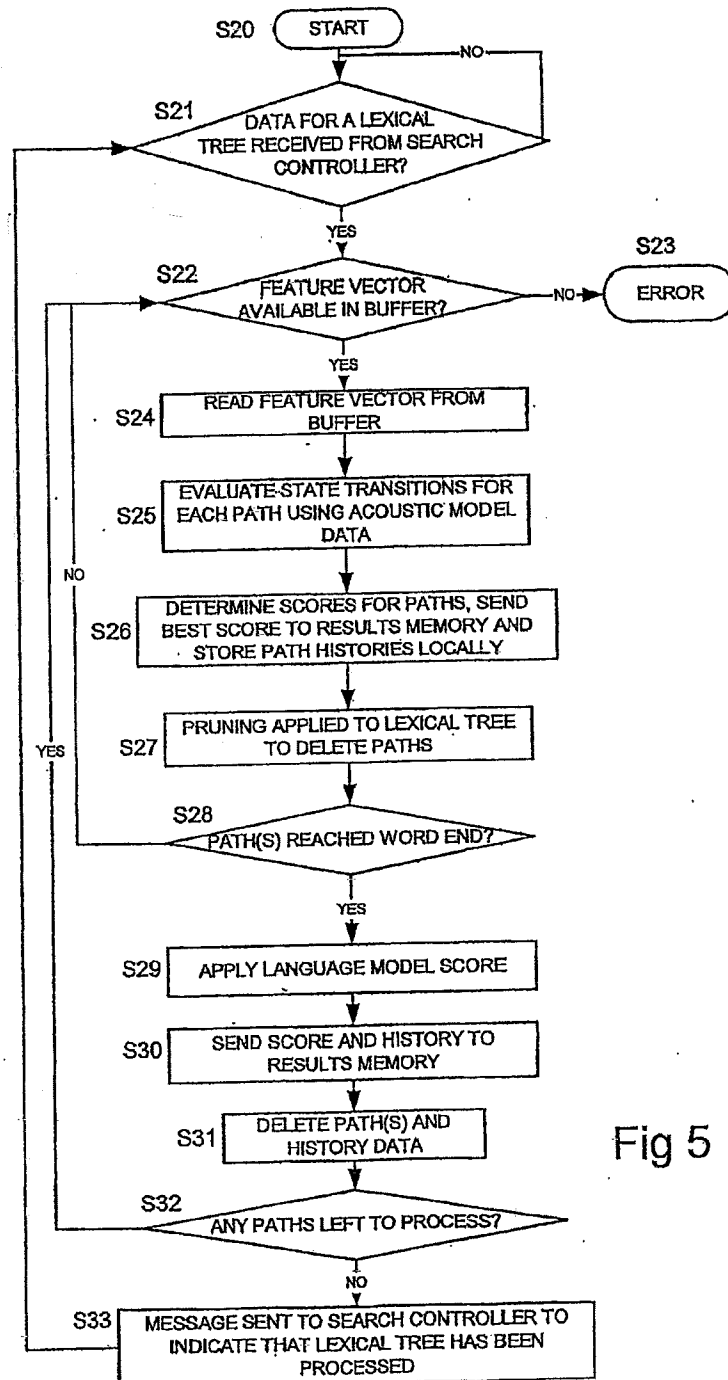 S20
START
NO
S21
DATA FOR A LEXICAL
TREE RECEIVED FROM SEARCH
CONTROLLER?
YES
S22
FEATURE VECTOR
AVAILABLE IN BUFFER?
NO
S23
ERROR
YES
S24
READ FEATURE VECTOR FROM
BUFFER
S25
EVALUATE-STATE TRANSITIONS FOR
EACH PATH USING ACOUSTIC MODEL
DATA
NO
S26
DETERMINE SCORES FOR PATHS, SEND
BEST SCORE TO RESULTS MEMORY AND
STORE PATH HISTORIES LOCALLY
S27
PRUNING APPLIED TO LEXICAL TREE
TO DELETE PATHS
YES
S28
PATH(S) REACHED WORD END?
YES
S29
APPLY LANGUAGE MODEL SCORE
S30
SEND SCORE AND HISTORY TO
RESULTS MEMORY
S31
DELETE PATH(S) AND
HISTORY DATA
Fig 5
S32
ANY PATHS LEFT TO PROCESS?
NO
S33
MESSAGE SENT TO SEARCH CONTROLLER TO
INDICATE THAT LEXICAL TREE HAS BEEN
PROCESSED